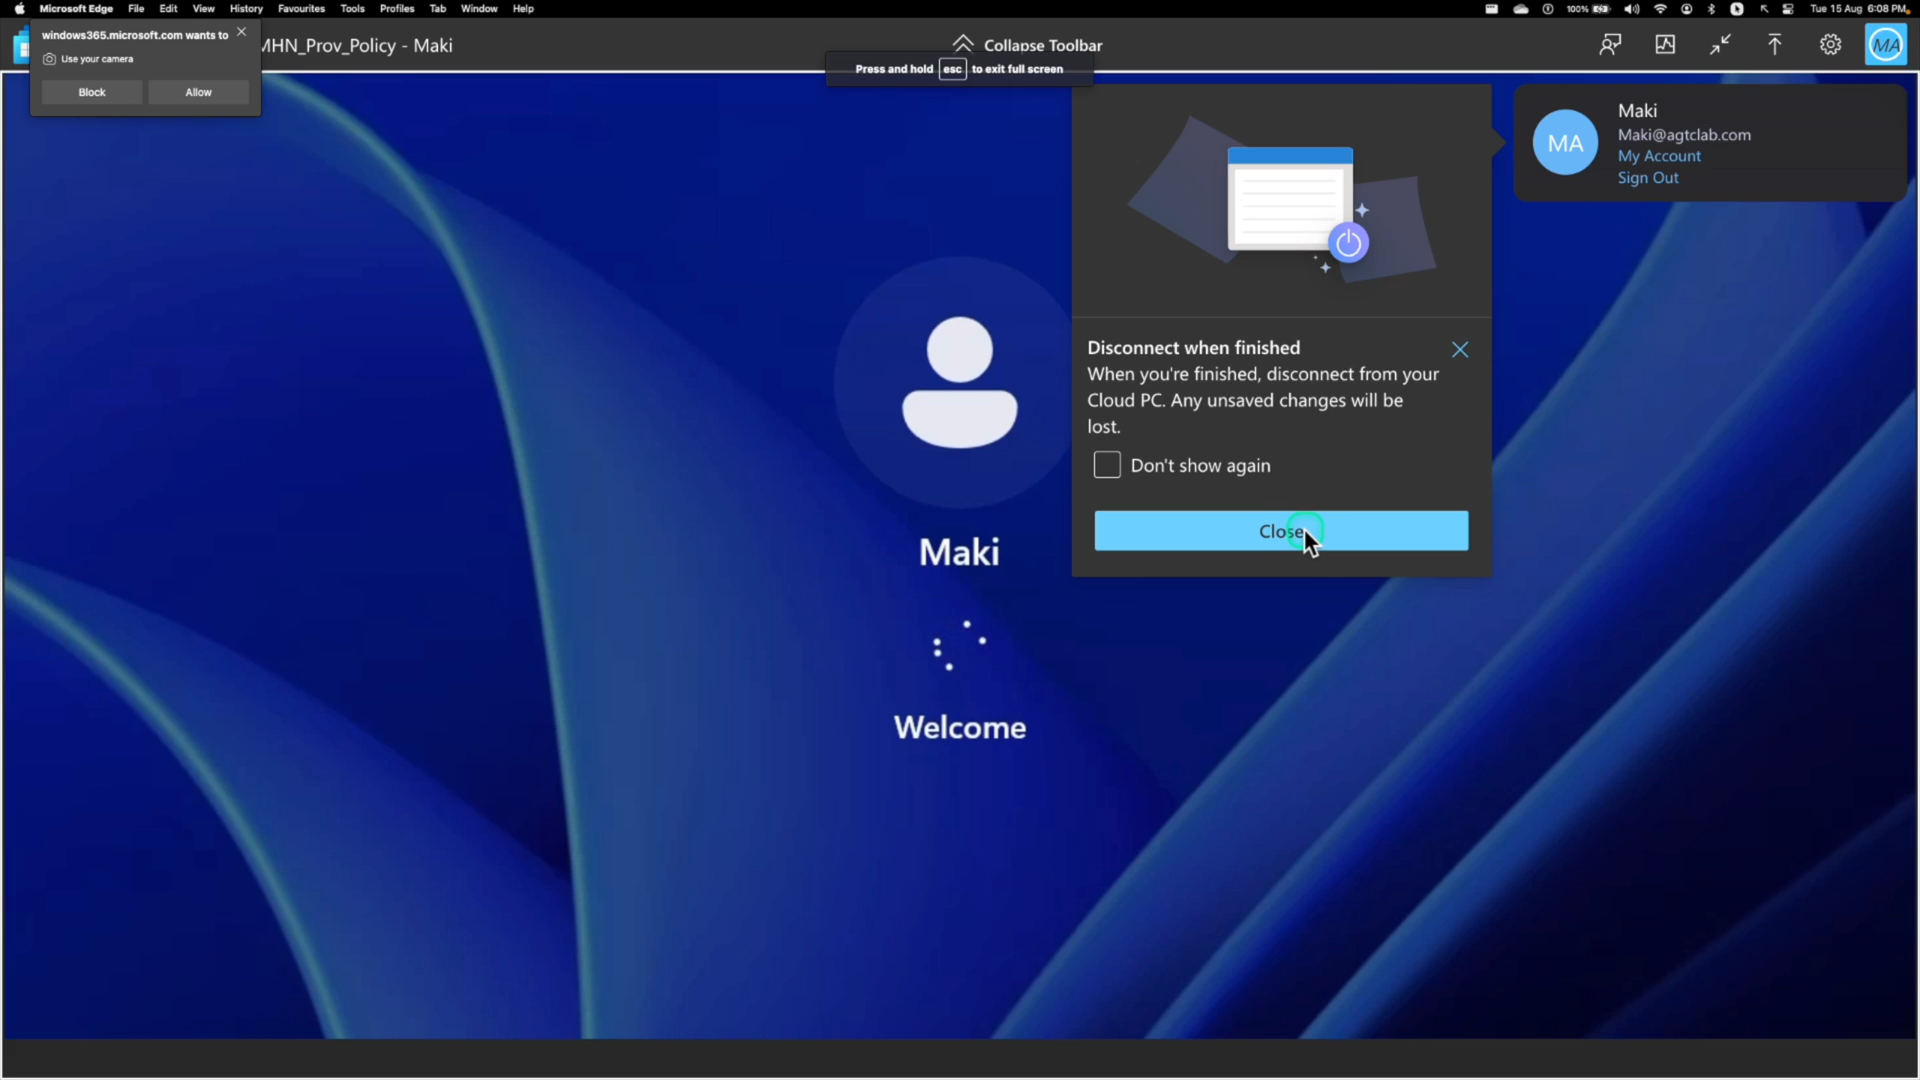 Microsoft Edge File Edit View History Favourites Tools Profiles Tab Window Help
100% Tue 15 Aug 6:08 PM
windows365.microsoft.com wants to
Use your camera
Block Allow
MHN_Prov_Policy - Maki
Collapse Toolbar
Press and hold esc to exit full screen
MA
MA
Maki
Maki@agtclab.com
My Account
Sign Out
Disconnect when finished
When you're finished, disconnect from your
Cloud PC. Any unsaved changes will be
lost.
Don't show again
Close
Maki
Welcome